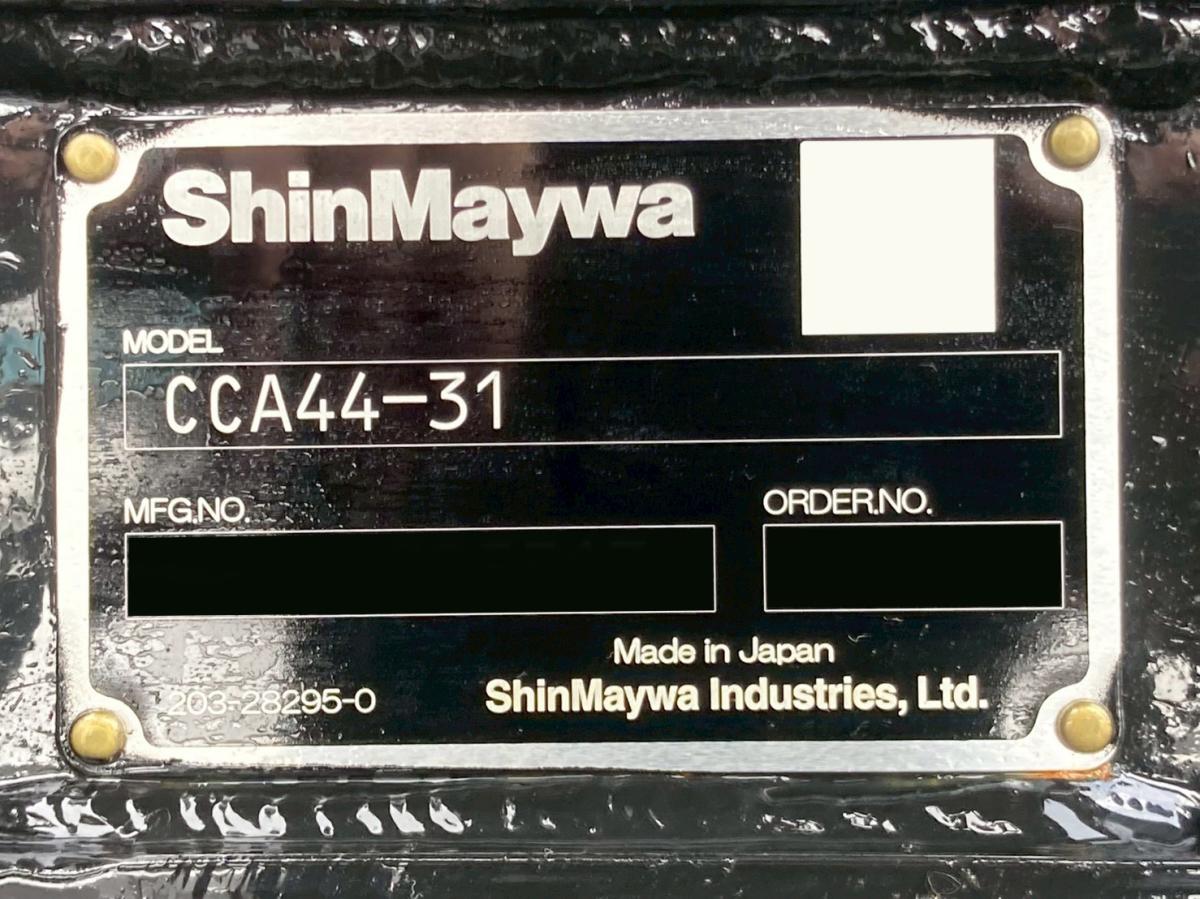 ShinMaywa
MODEL
CCA44-31
MFG.NO.
ORDER.NO.
Made in Japan
203-28295-0
ShinMaywa Industries, Ltd.